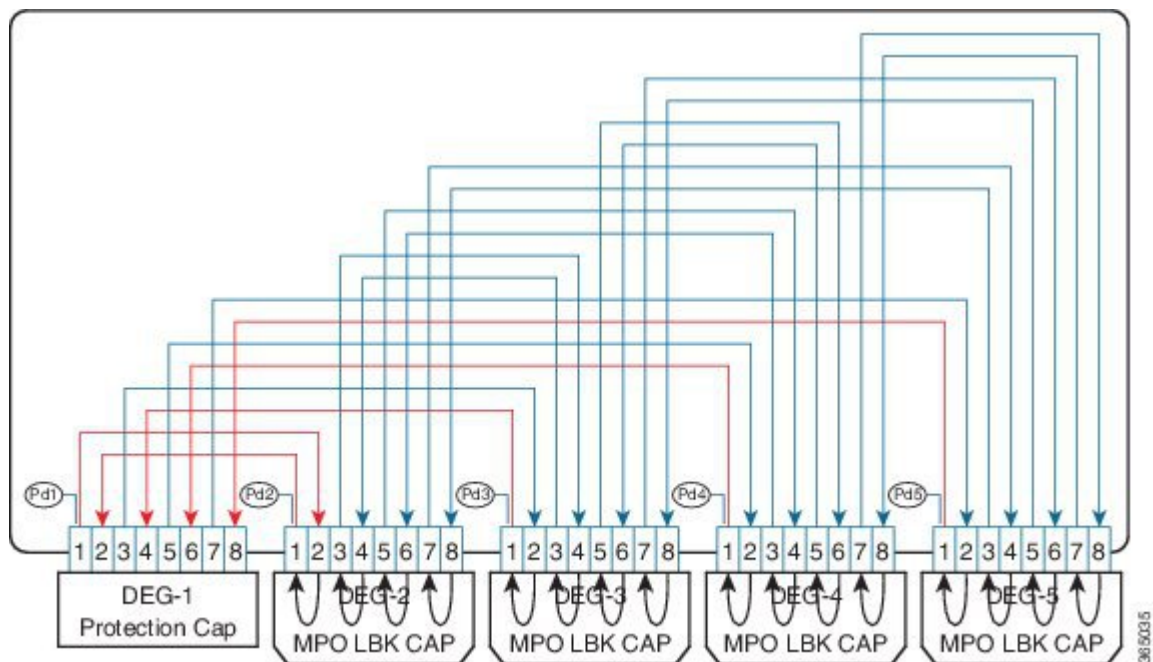 Pd1 Pd2 Pd3 Pd4 Pd5
1 2 3 4 5 6 7 8 1 2 3 4 5 6 7 8 1 2 3 4 5 6 7 8 1 2 3 4 5 6 7 8 1 2 3 4 5 6 7 8
DEG-1 DEG-2 DEG-3 DEG-4 DEG-5
Protection Cap MPO LBK CAP MPO LBK CAP MPO LBK CAP MPO LBK CAP
365035